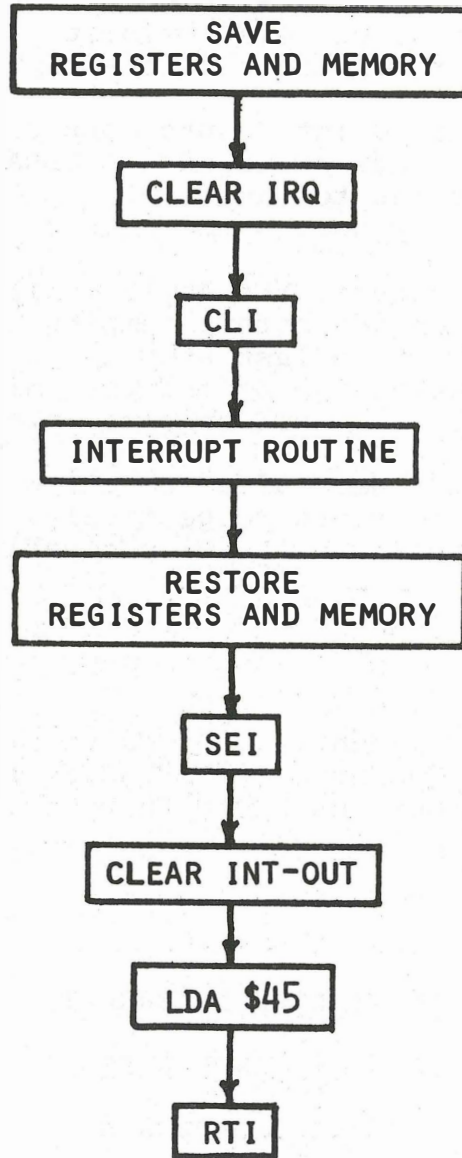 SAVE
REGISTERS AND MEMORY
CLEAR IRQ
CLI
INTERRUPT ROUTINE
RESTORE
REGISTERS AND MEMORY
SEI
CLEAR INT-OUT
LDA $45
RTI